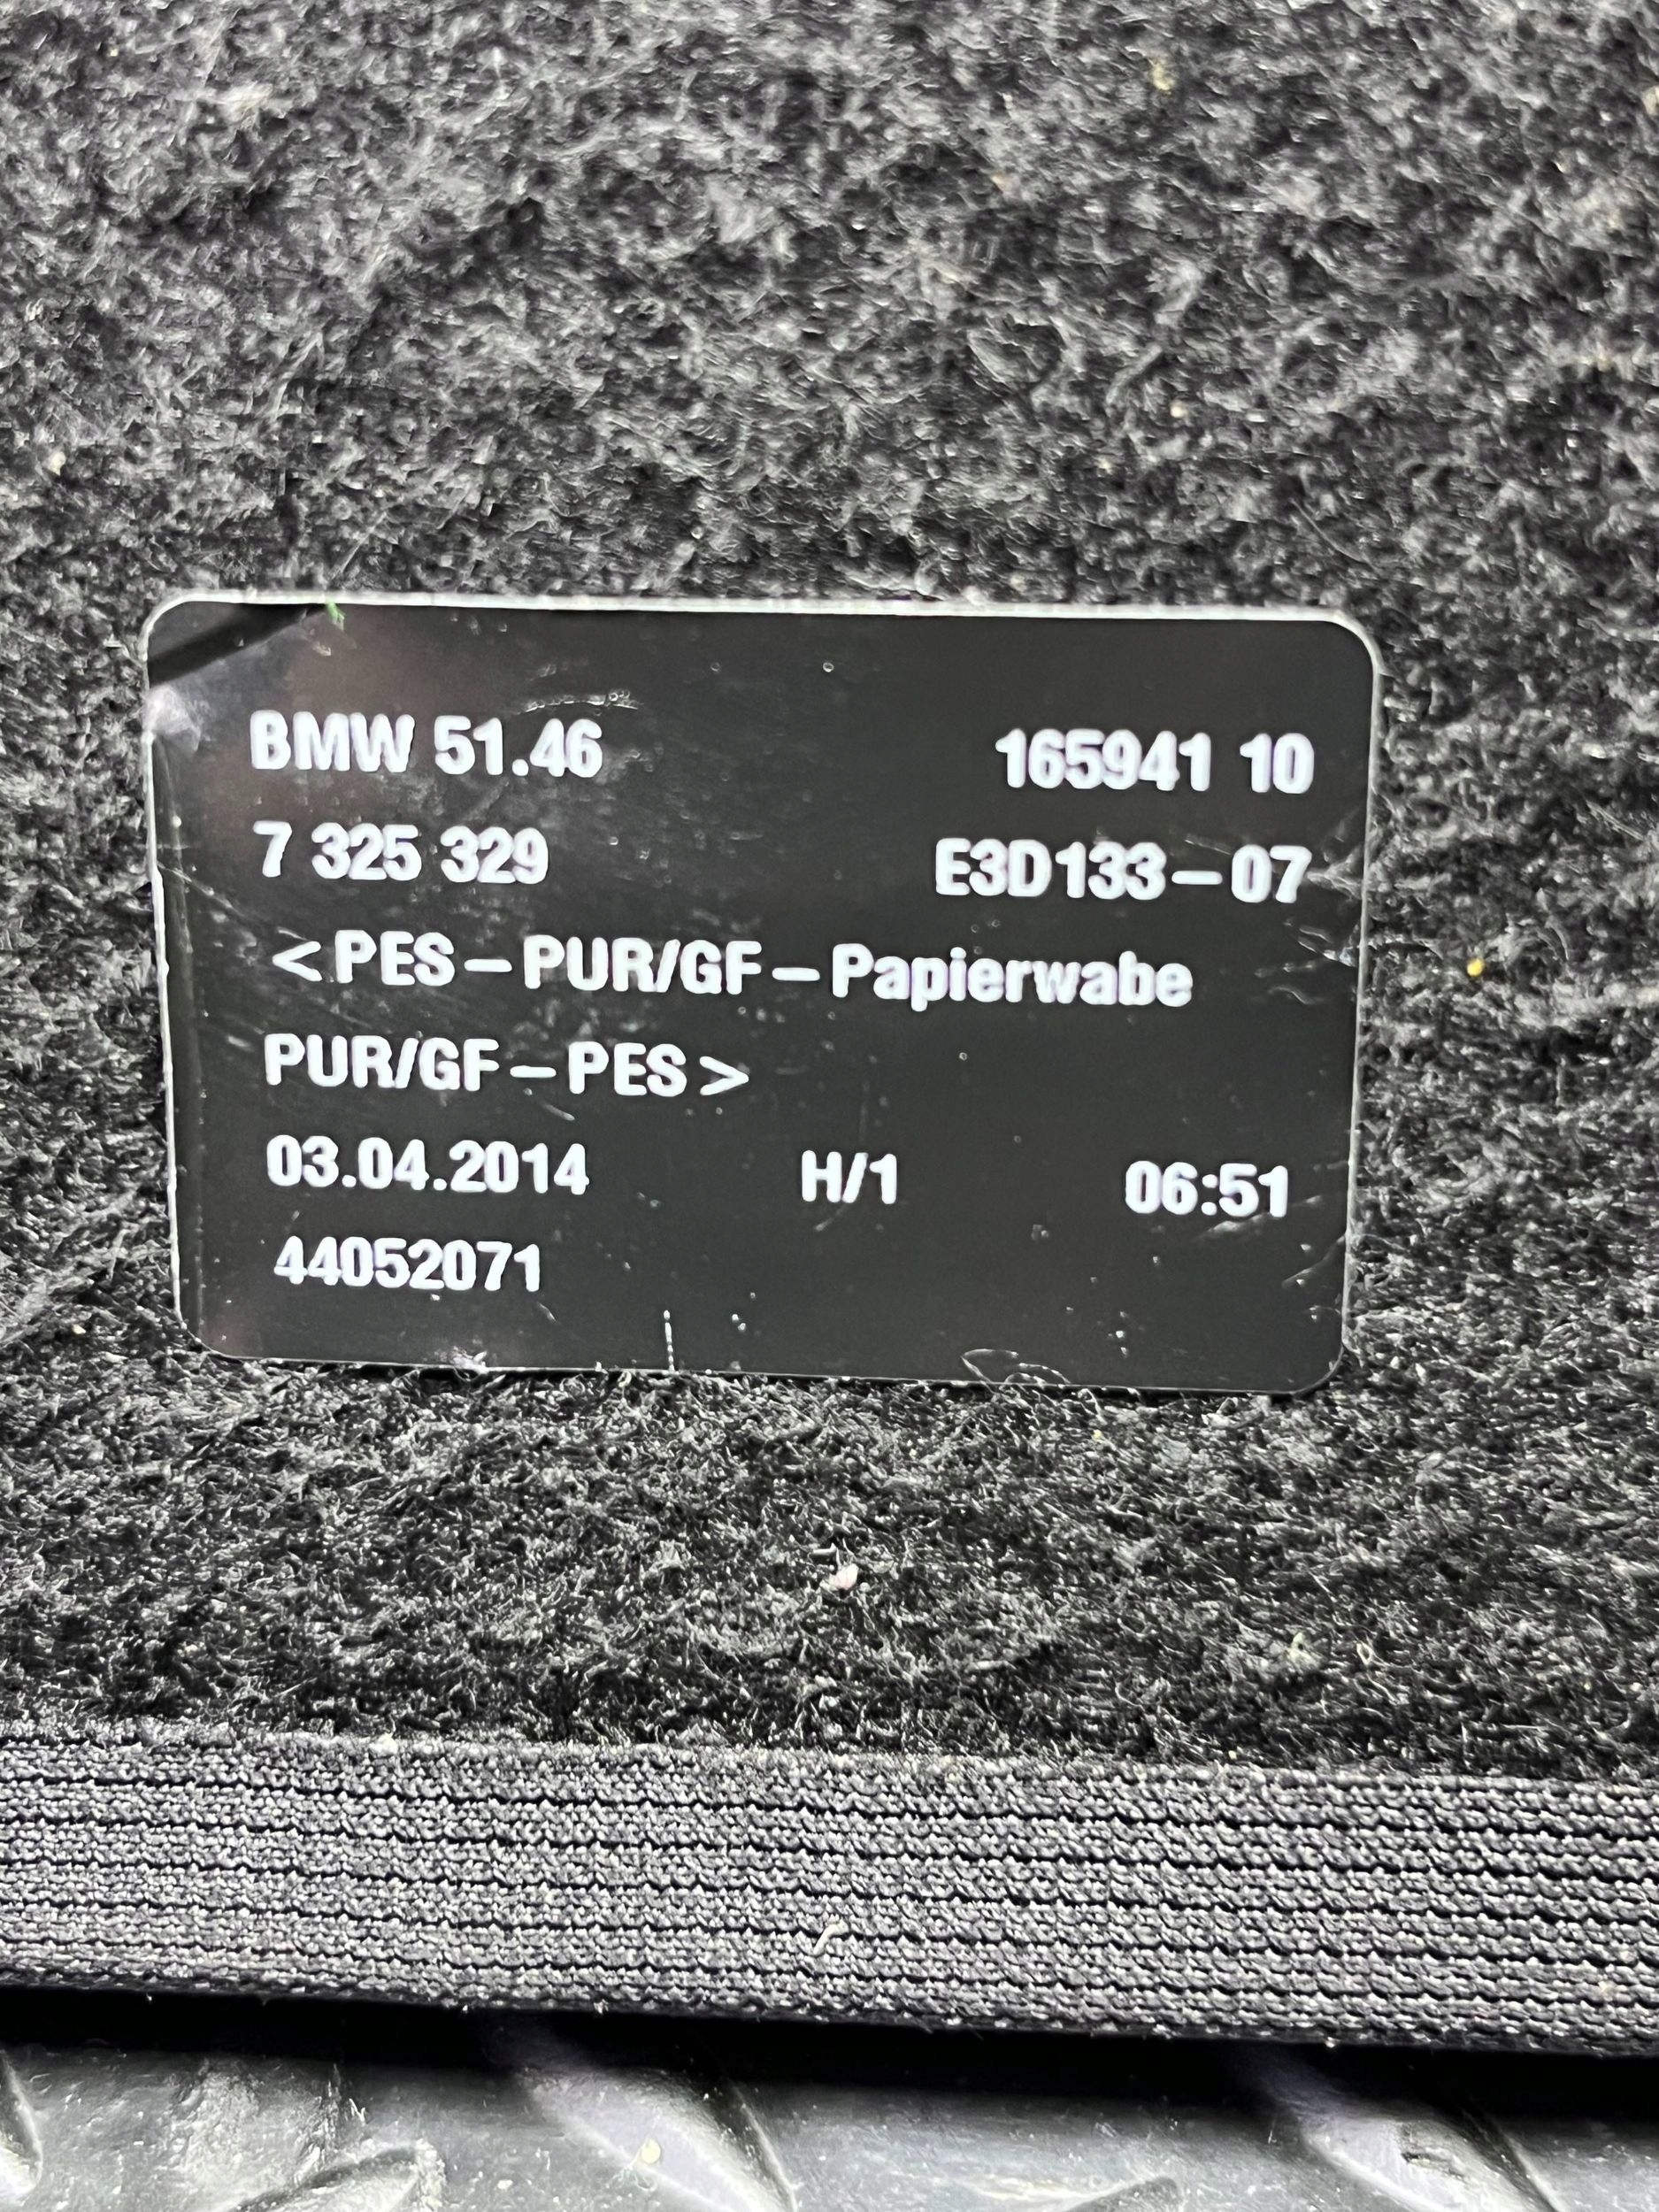 BMW 51.46 165941 10
7 325 329 E3D133-07
<PES-PUR/GF-Papierwabe
PUR/GF-PES>
03.04.2014 H/1 06:51
44052071